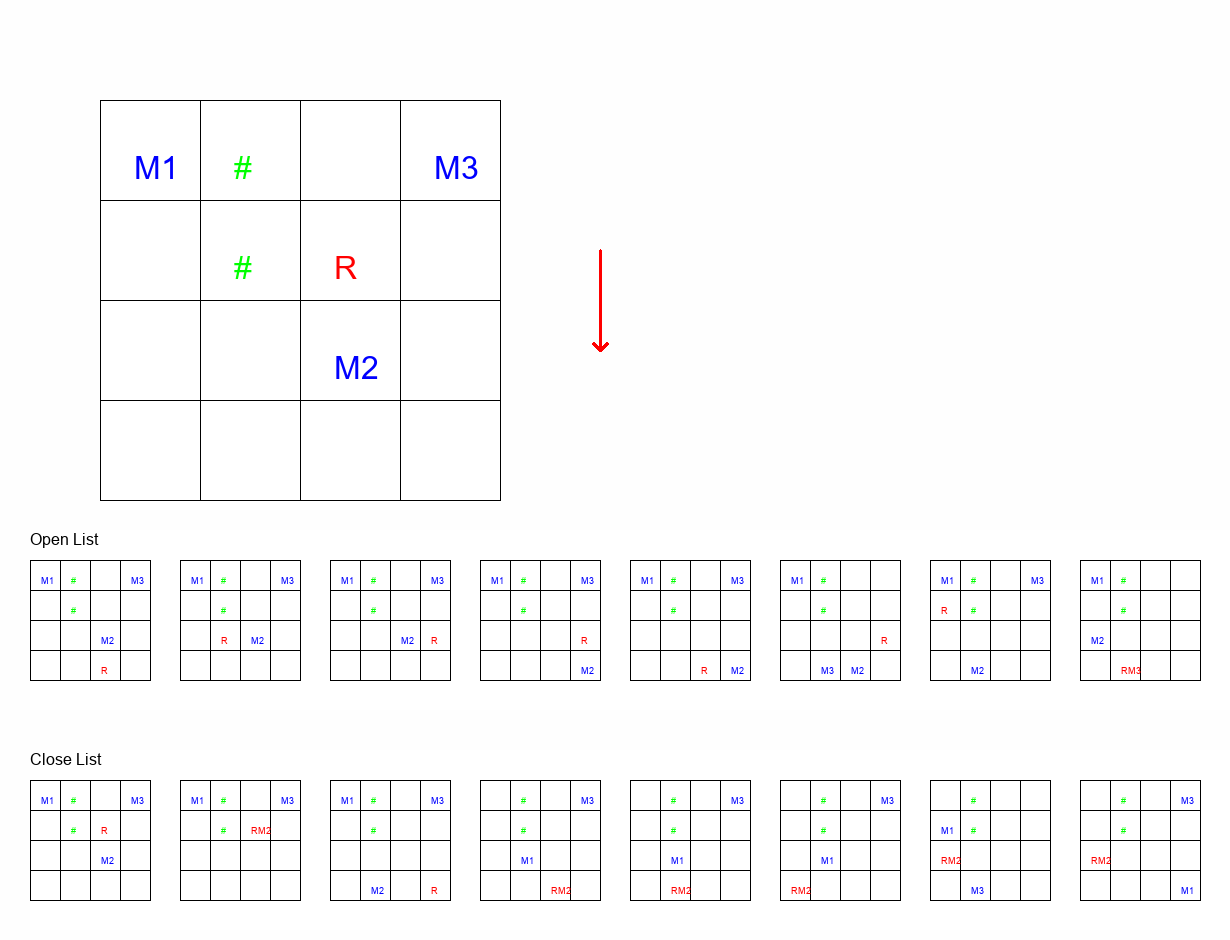 M1 # M3
# R
M2
Open List
M1 # M3 M1 # M3 M1 # M3 M1 # M3 M1 # M3 M1 # M1 # M3 M1 #
# # # # # # R # #
M2 R M2 M2 R R R M2
R M2 R M2 M3 M2 M2 RM3
Close List
M1 # M3 M1 # M3 M1 # M3 # M3 # M3 # M3 # # M3
# R # RM2 # # # # M1 # #
M2 M1 M1 M1 RM2 RM2
M2 R RM2 RM2 RM2 M3 M1